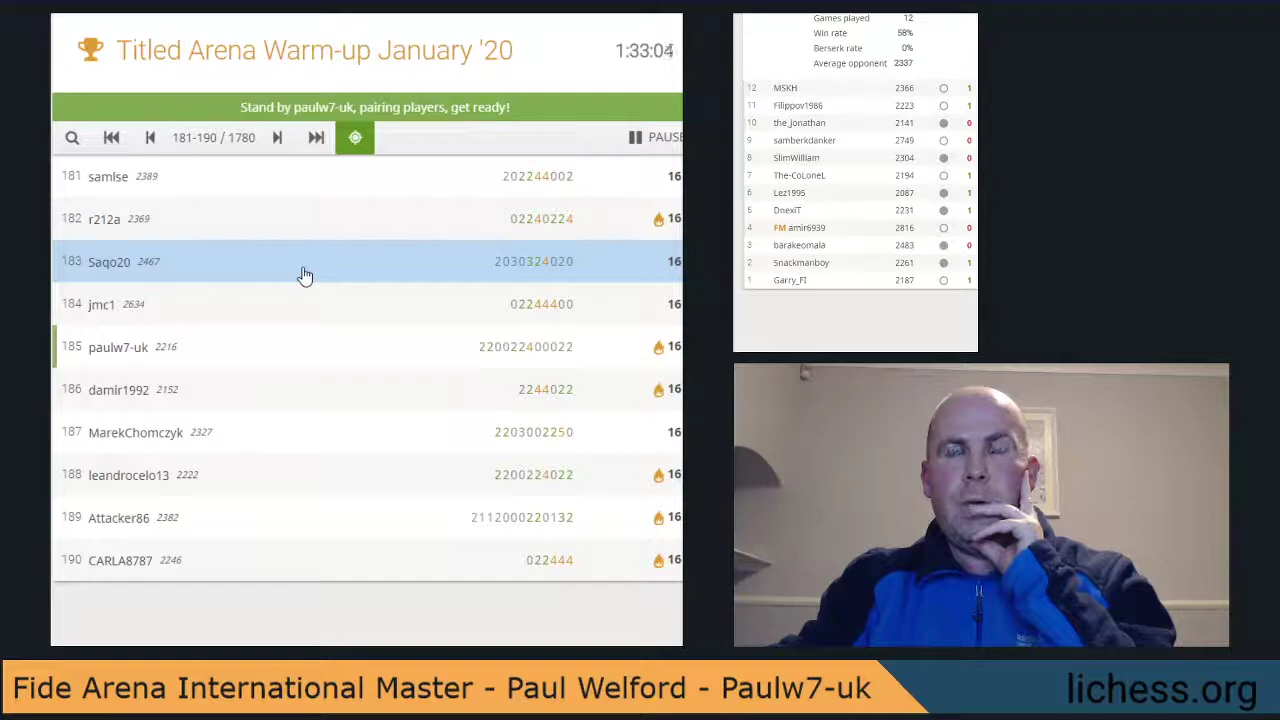 Titled Arena Warm-up January '20
1:33:04
Stand by paulw7-uk, pairing players, get ready!
181-190 / 1780
PAUSE
181 samlse 2389 202244002 16
182 r212a 2369 02240224 16
183 Saqo20 2467 2030324020 16
184 jmc1 2634 02244400 16
185 paulw7-uk 2216 220022400022 16
186 damir1992 2152 2244022 16
187 MarekChomczyk 2327 2203002250 16
188 leandrocelo13 2222 2200224022 16
189 Attacker86 2382 2112000220132 16
190 CARLA8787 2246 022444 16
Games played 12
Win rate 58%
Berserk rate 0%
Average opponent 2337
12 MSKH 2366 1
11 Filippov1986 2223 1
10 the_jonathan 2141 0
9 samberkdanker 2749 0
8 SlimWilliam 2304 0
7 The-CoLoneL 2194 1
6 Lez1995 2087 1
5 DnexiT 2231 1
4 FM amir6939 2816 0
3 barakeomala 2483 0
2 Snackmanboy 2261 1
1 Garry_FI 2187 1
Fide Arena International Master - Paul Welford - Paulw7-uk
lichess.org